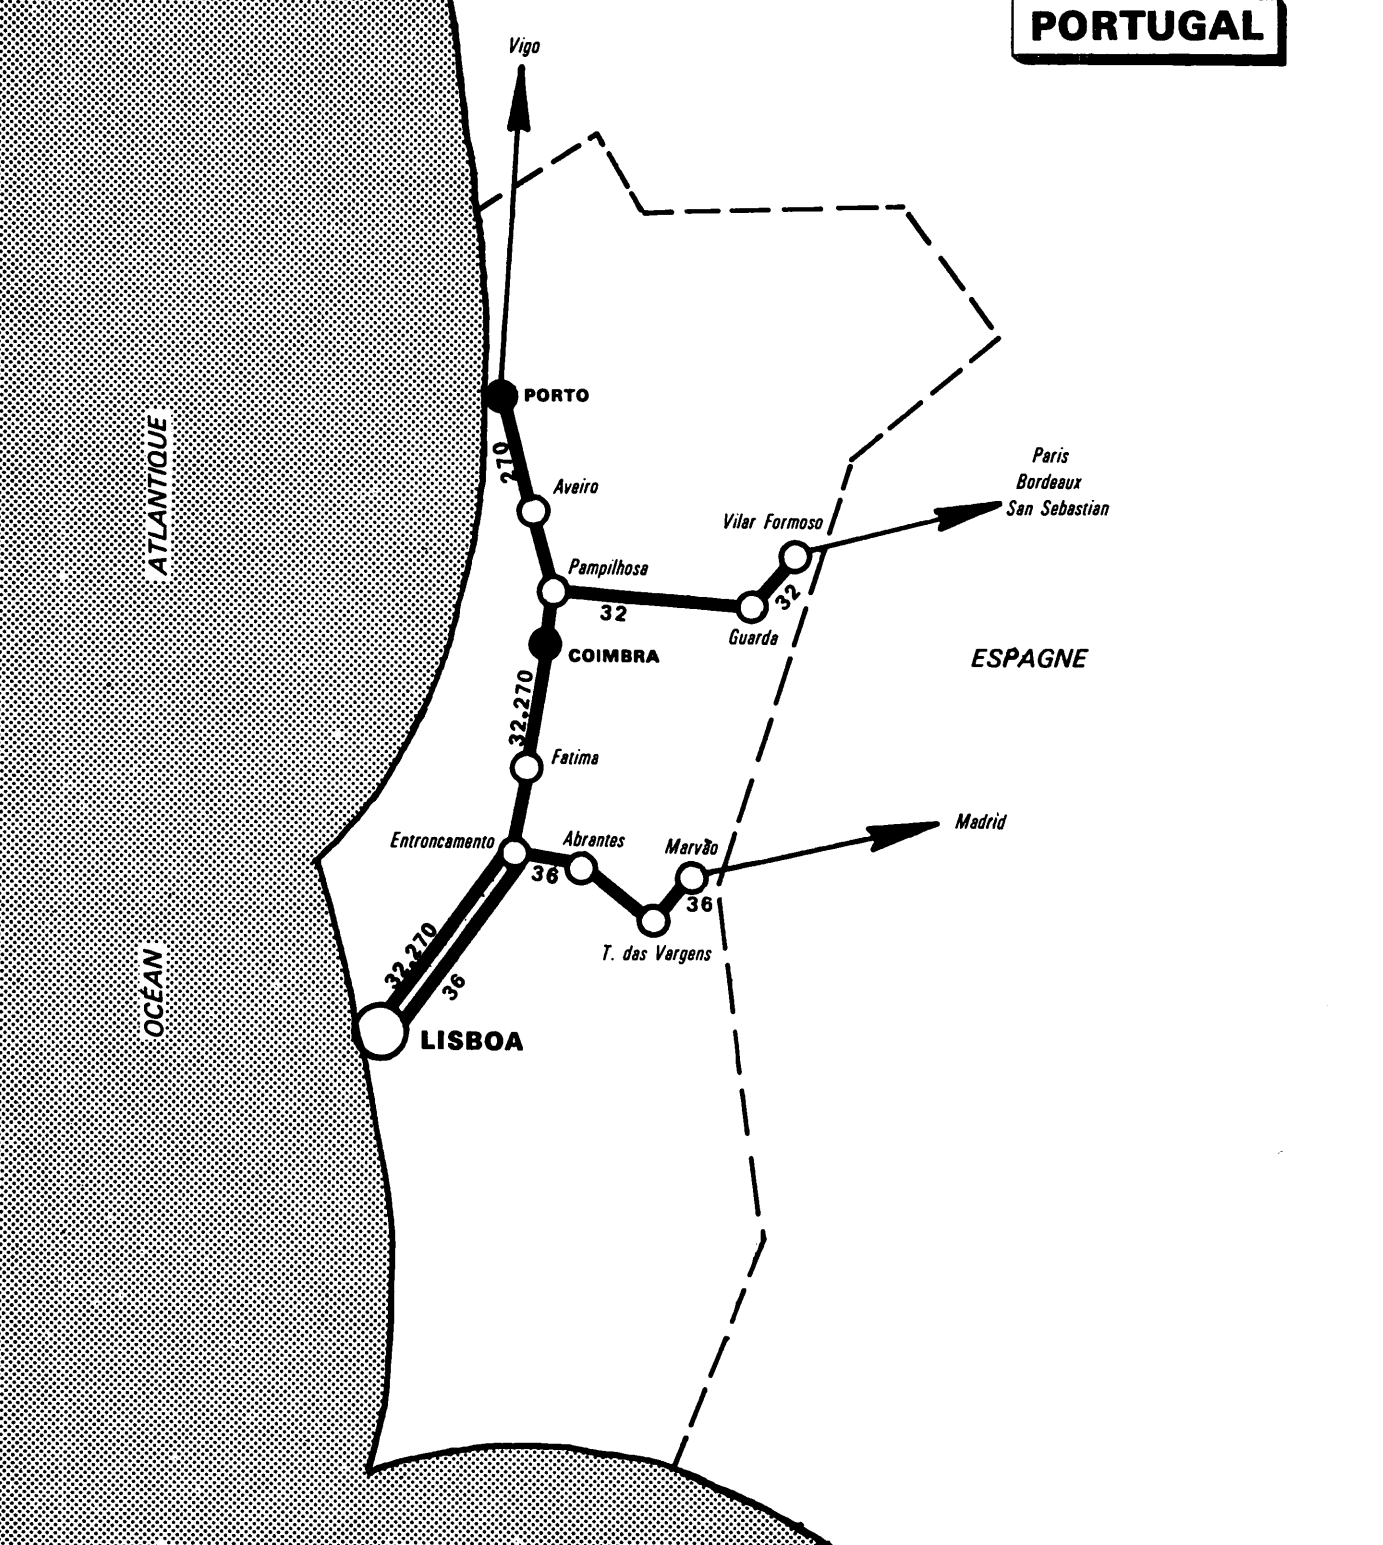 PORTUGAL
Vigo
PORTO
270
Aveiro
Paris
Bordeaux
San Sebastian
Vilar Formoso
Pampilhosa
32
32
Guarda
COIMBRA
ESPAGNE
32.270
Fatima
Entroncamento
Abrantes
Marvão
Madrid
36
36
T. das Vargens
32.270
36
LISBOA
ATLANTIQUE
OCÉAN